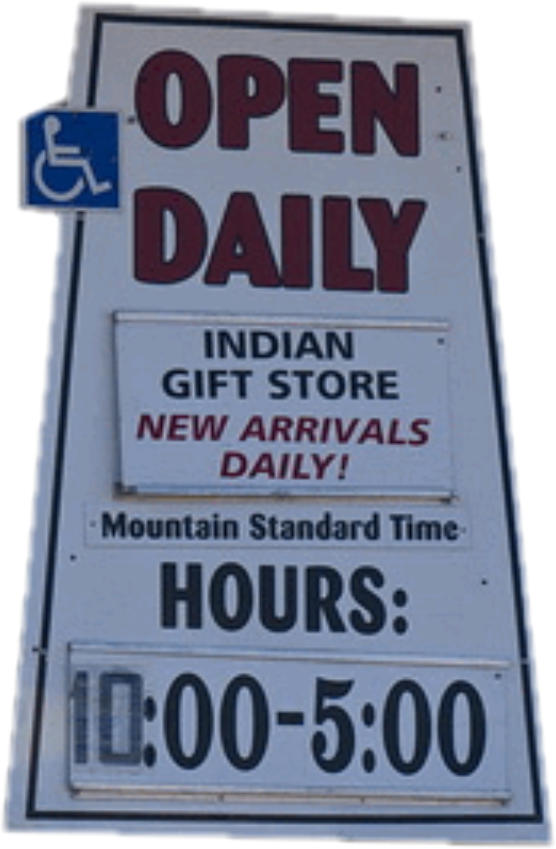 OPEN
DAILY
INDIAN
GIFT STORE
NEW ARRIVALS
DAILY!
Mountain Standard Time
HOURS:
10:00-5:00